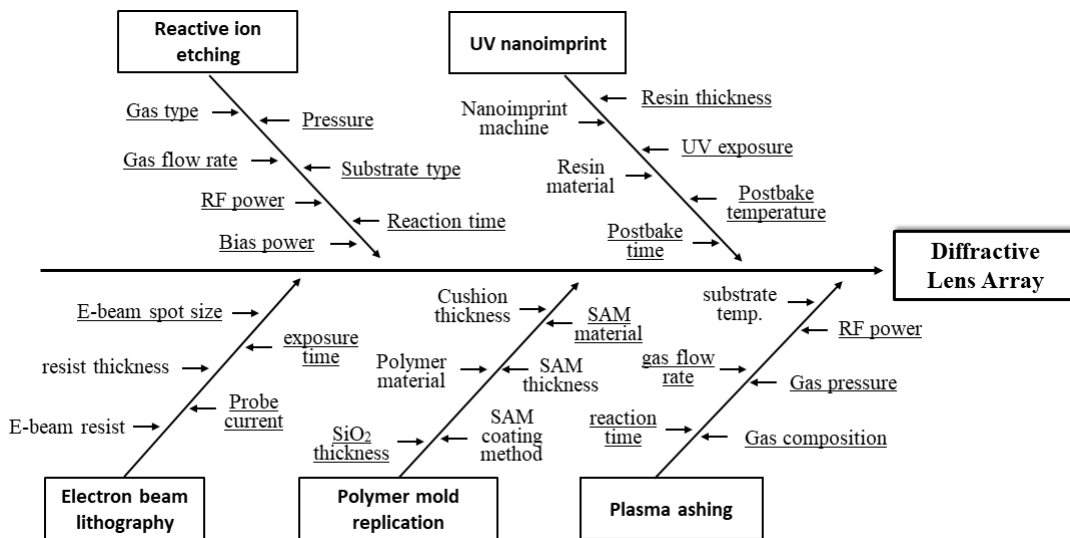 Reactive ion
etching
UV nanoimprint
Gas type
Pressure
Gas flow rate
Substrate type
RF power
Reaction time
Bias power
Resin thickness
Nanoimprint
machine
UV exposure
Resin
material
Postbake
temperature
Postbake
time
Diffractive
Lens Array
E-beam spot size
exposure
time
resist thickness
Probe
current
E-beam resist
Cushion
thickness
SAM
material
Polymer
material
SAM
thickness
SiO₂
thickness
SAM
coating
method
substrate
temp.
RF power
gas flow
rate
Gas pressure
reaction
time
Gas composition
Electron beam
lithography
Polymer mold
replication
Plasma ashing